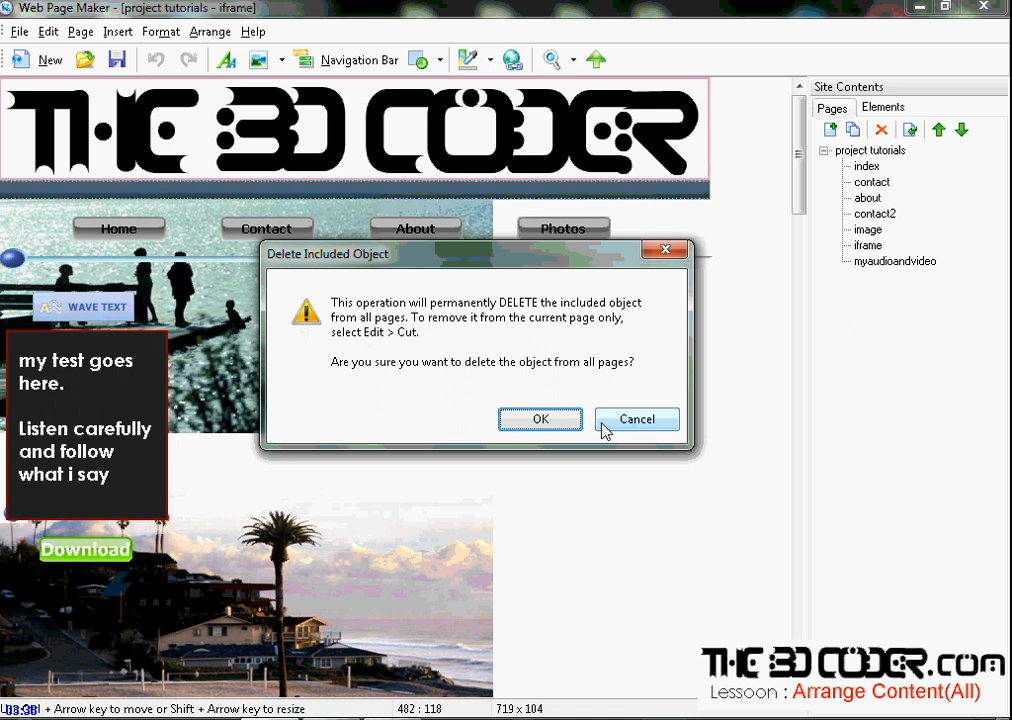 Web Page Maker - [project tutorials - iframe]
File Edit Page Insert Format Arrange Help
New Navigation Bar
Site Contents
Pages Elements
THE 3D CODER
project tutorials
index
contact
about
contact2
image
iframe
myaudioandvideo
Home Contact About Photos
Delete Included Object
This operation will permanently DELETE the included object
from all pages. To remove it from the current page only,
select Edit > Cut.
Are you sure you want to delete the object from all pages?
OK Cancel
WAVE TEXT
my test goes
here.
Listen carefully
and follow
what i say
Download
THE 3D CODER.com
Lessoon : Arrange Content(All)
+ Arrow key to move or Shift + Arrow key to resize 482 : 118 719 x 104